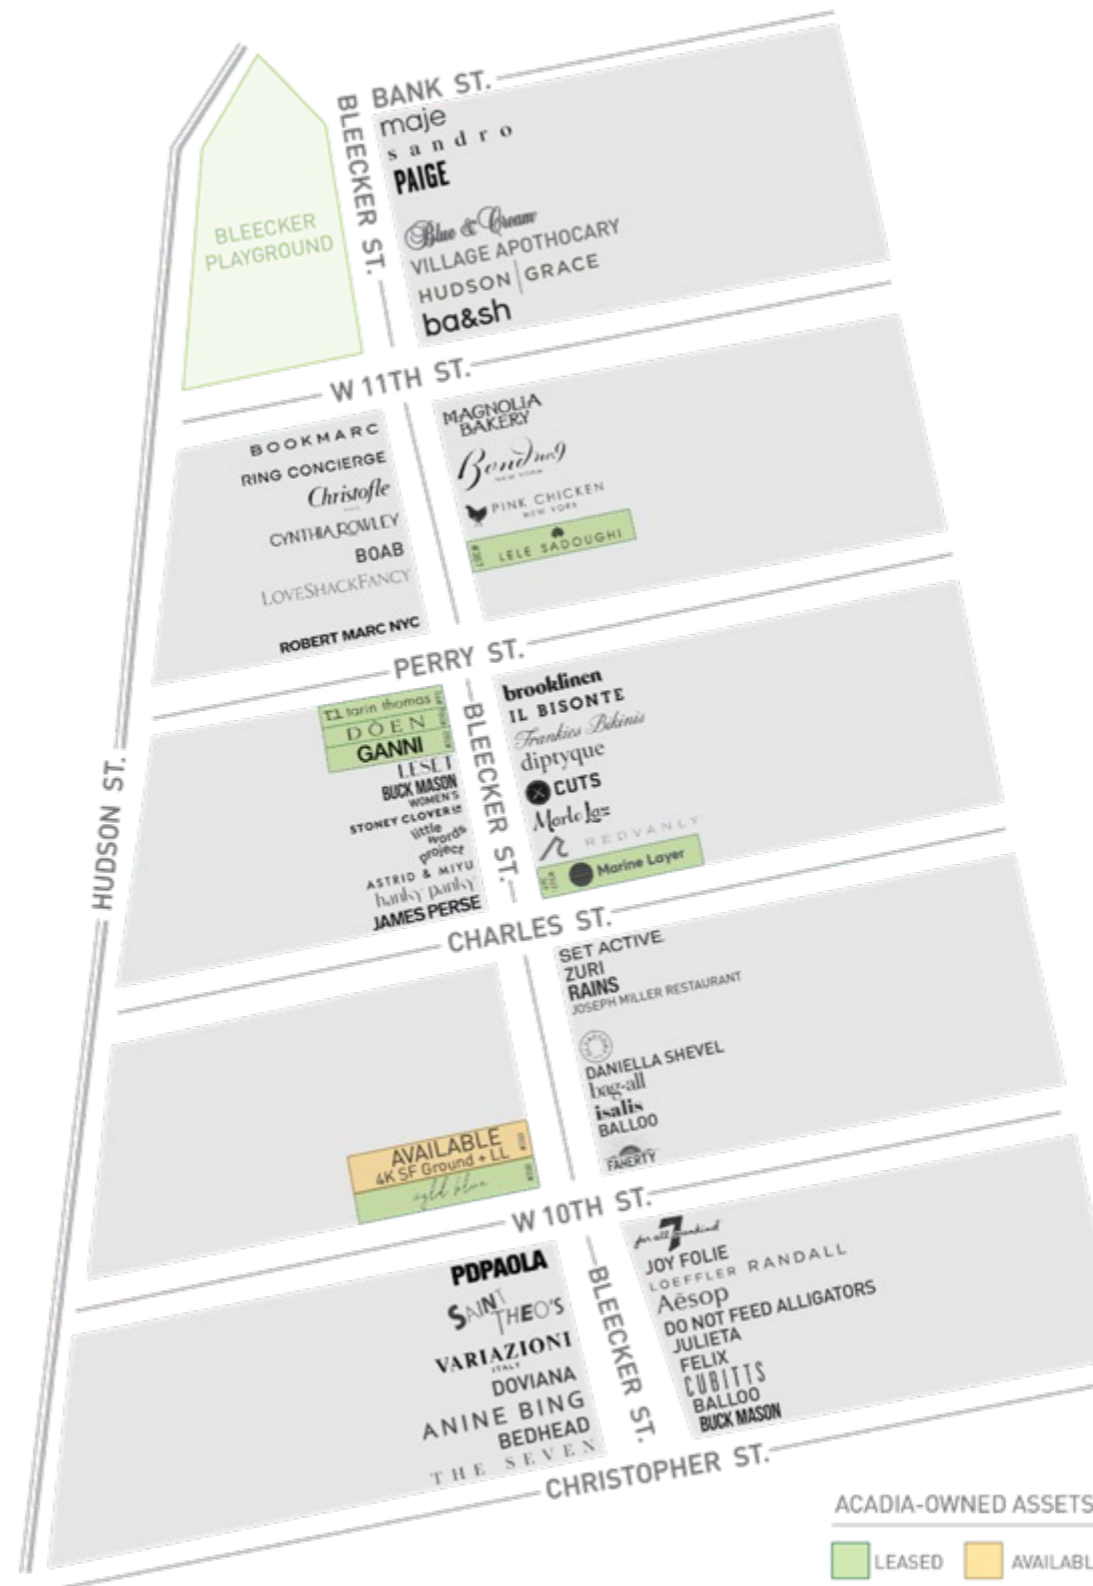 BANK ST.
BLEECKER ST.
maje
sandro
PAIGE
Blue & Cream
VILLAGE APOTHOCARY
HUDSON GRACE
ba&sh
BLEECKER
PLAYGROUND
W 11TH ST.
BOOKMARC
RING CONCIERGE
Christofle
CYNTHIA ROWLEY
BOAB
LOVESHACKFANCY
ROBERT MARC NYC
MAGNOLIA
BAKERY
Bond no.9
NEW YORK
PINK CHICKEN
NEW YORK
LELE SADOUGHI
PERRY ST.
HUDSON ST.
tarin thomas
DÔEN
GANNI
LESET
BUCK MASON
WOMEN'S
STONEY CLOVER LN
little
words
project
ASTRID & MIYU
hanky panky
JAMES PERSE
BLEECKER ST.
brooklinen
IL BISONTE
Frankies Bikinis
diptyque
CUTS
Marlo Laz
REDVANLY
Marine Layer
CHARLES ST.
SET ACTIVE
ZURI
RAINS
JOSEPH MILLER RESTAURANT
DANIELLA SHEVEL
bag-all
isalis
BALLOO
FAHERTY
AVAILABLE
4K SF Ground + LL
W 10TH ST.
PDPAOLA
SAINT
THEO'S
VARIAZIONI
ITALY
DOVIANA
ANINE BING
BEDHEAD
THE SEVEN
BLEECKER ST.
for all 7 mankind
JOY FOLIE
LOEFFLER RANDALL
Aēsop
DO NOT FEED ALLIGATORS
JULIETA
FELIX
CUBITTS
BALLOO
BUCK MASON
CHRISTOPHER ST.
ACADIA-OWNED ASSETS
LEASED
AVAILABL